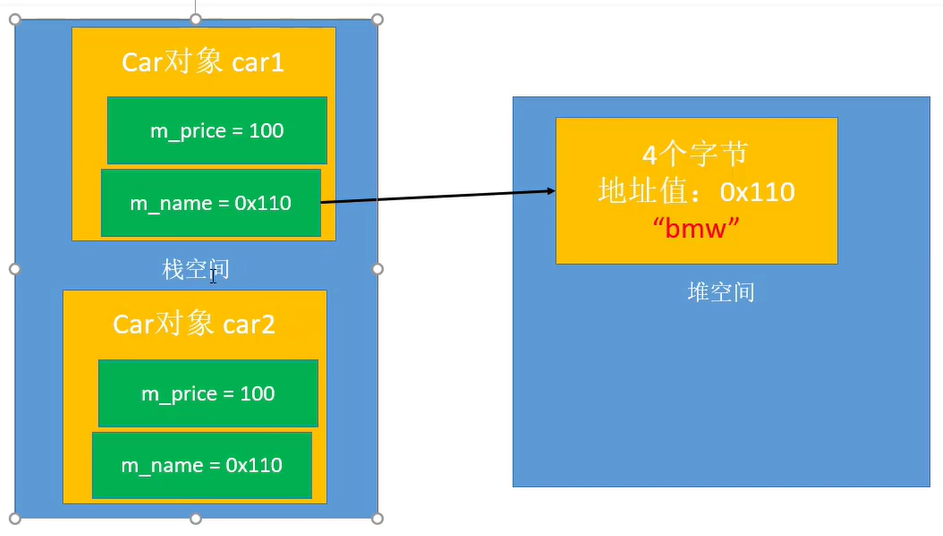 Car对象 car1
m_price = 100
m_name = 0x110
栈空间
Car对象 car2
m_price = 100
m_name = 0x110
4个字节
地址值：0x110
“bmw”
堆空间